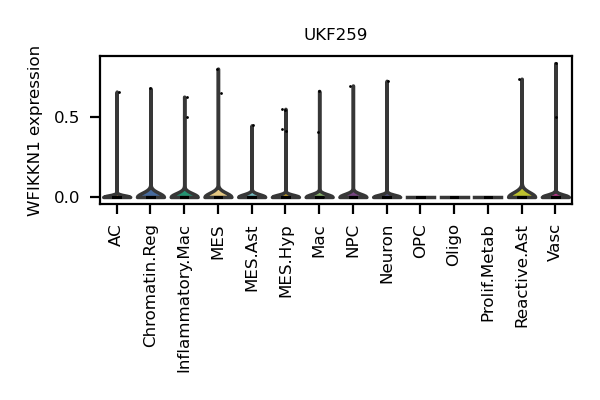 UKF259
WFIKKN1 expression
0.5
0.0
AC
Chromatin.Reg
Inflammatory.Mac
MES
MES.Ast
MES.Hyp
Mac
NPC
Neuron
OPC
Oligo
Prolif.Metab
Reactive.Ast
Vasc